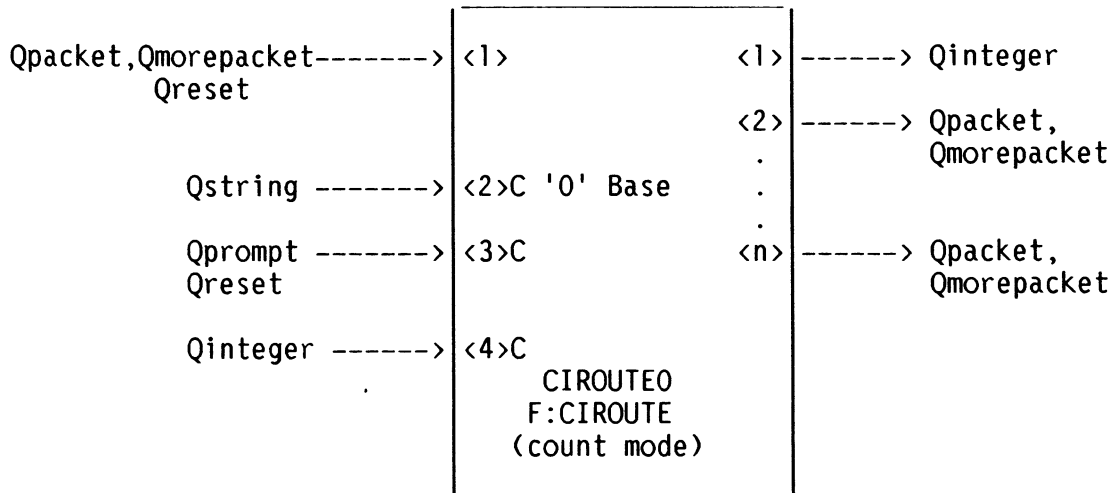 Qpacket,Qmorepacket-------> <1> <1> ------> Qinteger
Qreset
<2> ------> Qpacket,
Qmorepacket
.
Qstring -------> <2>C '0' Base .
.
Qprompt -------> <3>C <n> ------> Qpacket,
Qreset Qmorepacket
Qinteger ------> <4>C
CIROUTE0
F:CIROUTE
(count mode)